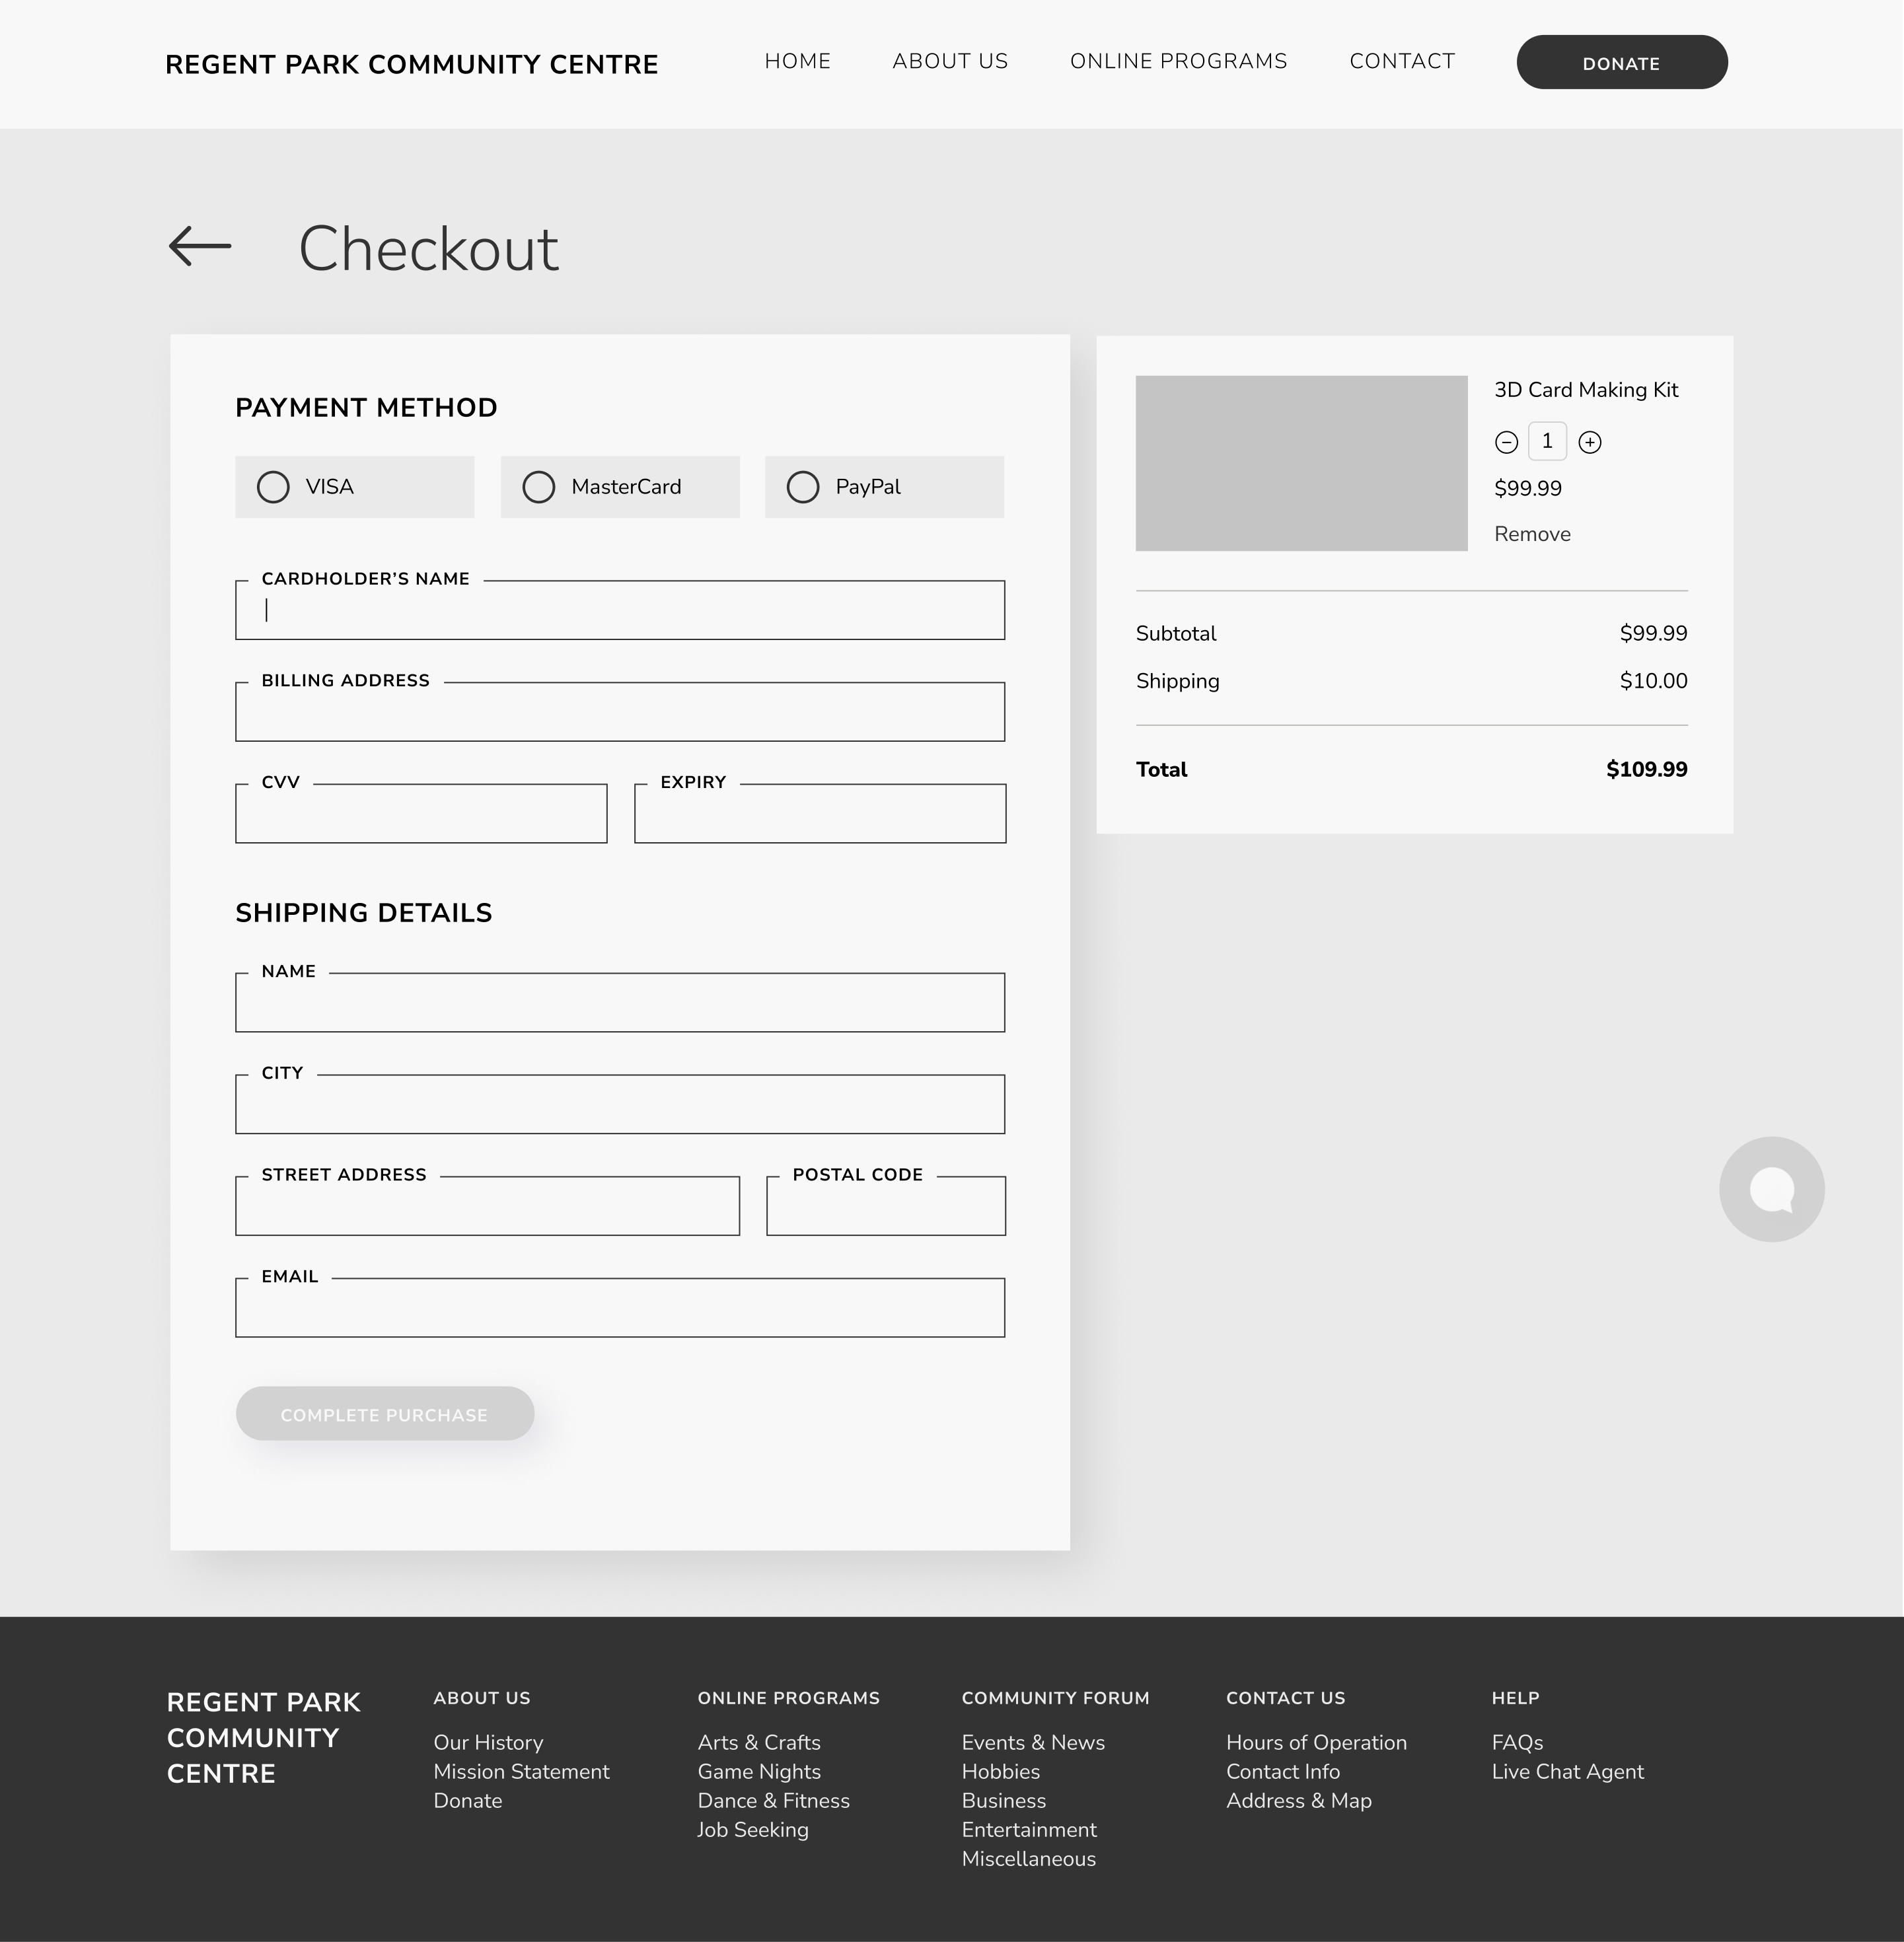 REGENT PARK COMMUNITY CENTRE
HOME
ABOUT US
ONLINE PROGRAMS
CONTACT
DONATE
Checkout
PAYMENT METHOD
VISA
MasterCard
PayPal
CARDHOLDER’S NAME
BILLING ADDRESS
CVV
EXPIRY
SHIPPING DETAILS
NAME
CITY
STREET ADDRESS
POSTAL CODE
EMAIL
COMPLETE PURCHASE
3D Card Making Kit
1
$99.99
Remove
Subtotal $99.99
Shipping $10.00
Total $109.99
REGENT PARK
COMMUNITY
CENTRE
ABOUT US
Our History
Mission Statement
Donate
ONLINE PROGRAMS
Arts & Crafts
Game Nights
Dance & Fitness
Job Seeking
COMMUNITY FORUM
Events & News
Hobbies
Business
Entertainment
Miscellaneous
CONTACT US
Hours of Operation
Contact Info
Address & Map
HELP
FAQs
Live Chat Agent